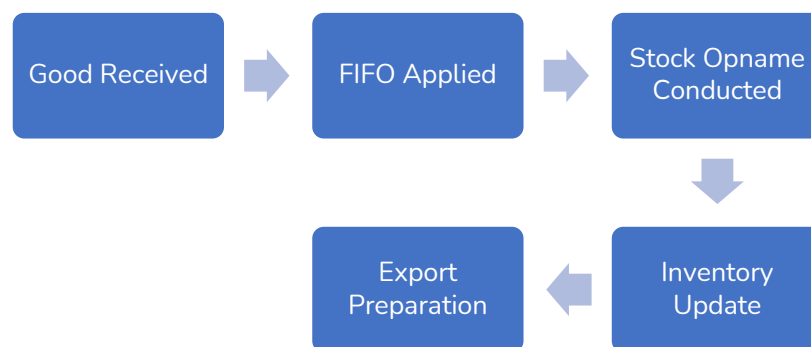 Good Received
FIFO Applied
Stock Opname
Conducted
Inventory
Update
Export
Preparation